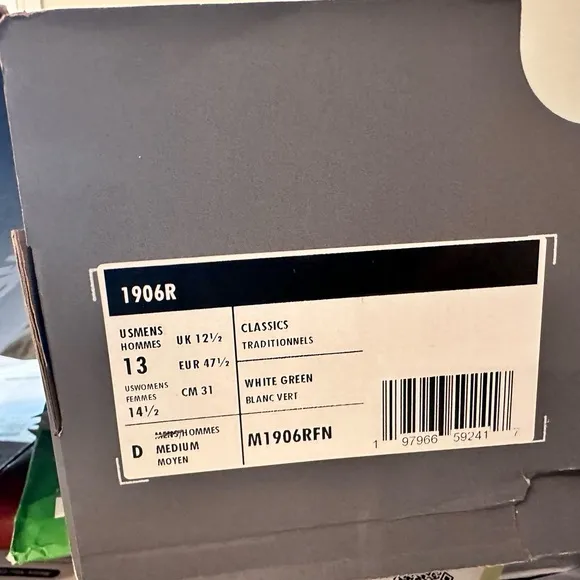 1906R
USMENS
HOMMES
13
USWOMENS
FEMMES
14½
UK 12½
EUR 47½
CM 31
CLASSICS
TRADITIONNELS
WHITE GREEN
BLANC VERT
D
MENS/HOMMES
MEDIUM
MOYEN
M1906RFN
1 97966 59241 7